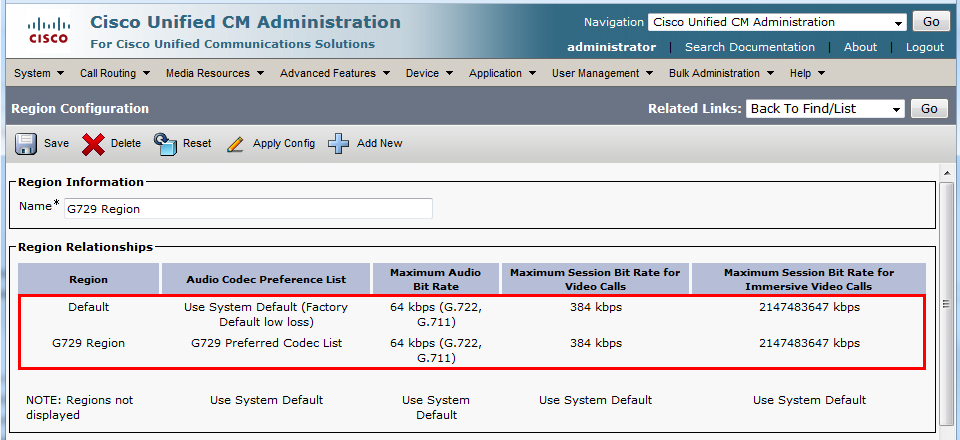 Cisco Unified CM Administration
Navigation Cisco Unified CM Administration Go
CISCO
For Cisco Unified Communications Solutions
administrator | Search Documentation | About | Logout
System Call Routing Media Resources Advanced Features Device Application User Management Bulk Administration Help
Region Configuration
Related Links: Back To Find/List Go
Save Delete Reset Apply Config Add New
Region Information
Name* G729 Region
Region Relationships
Region
Audio Codec Preference List
Maximum Audio
Bit Rate
Maximum Session Bit Rate for
Video Calls
Maximum Session Bit Rate for
Immersive Video Calls
Default
Use System Default (Factory
Default low loss)
64 kbps (G.722,
G.711)
384 kbps
2147483647 kbps
G729 Region
G729 Preferred Codec List
64 kbps (G.722,
G.711)
384 kbps
2147483647 kbps
NOTE: Regions not
displayed
Use System Default
Use System
Default
Use System Default
Use System Default